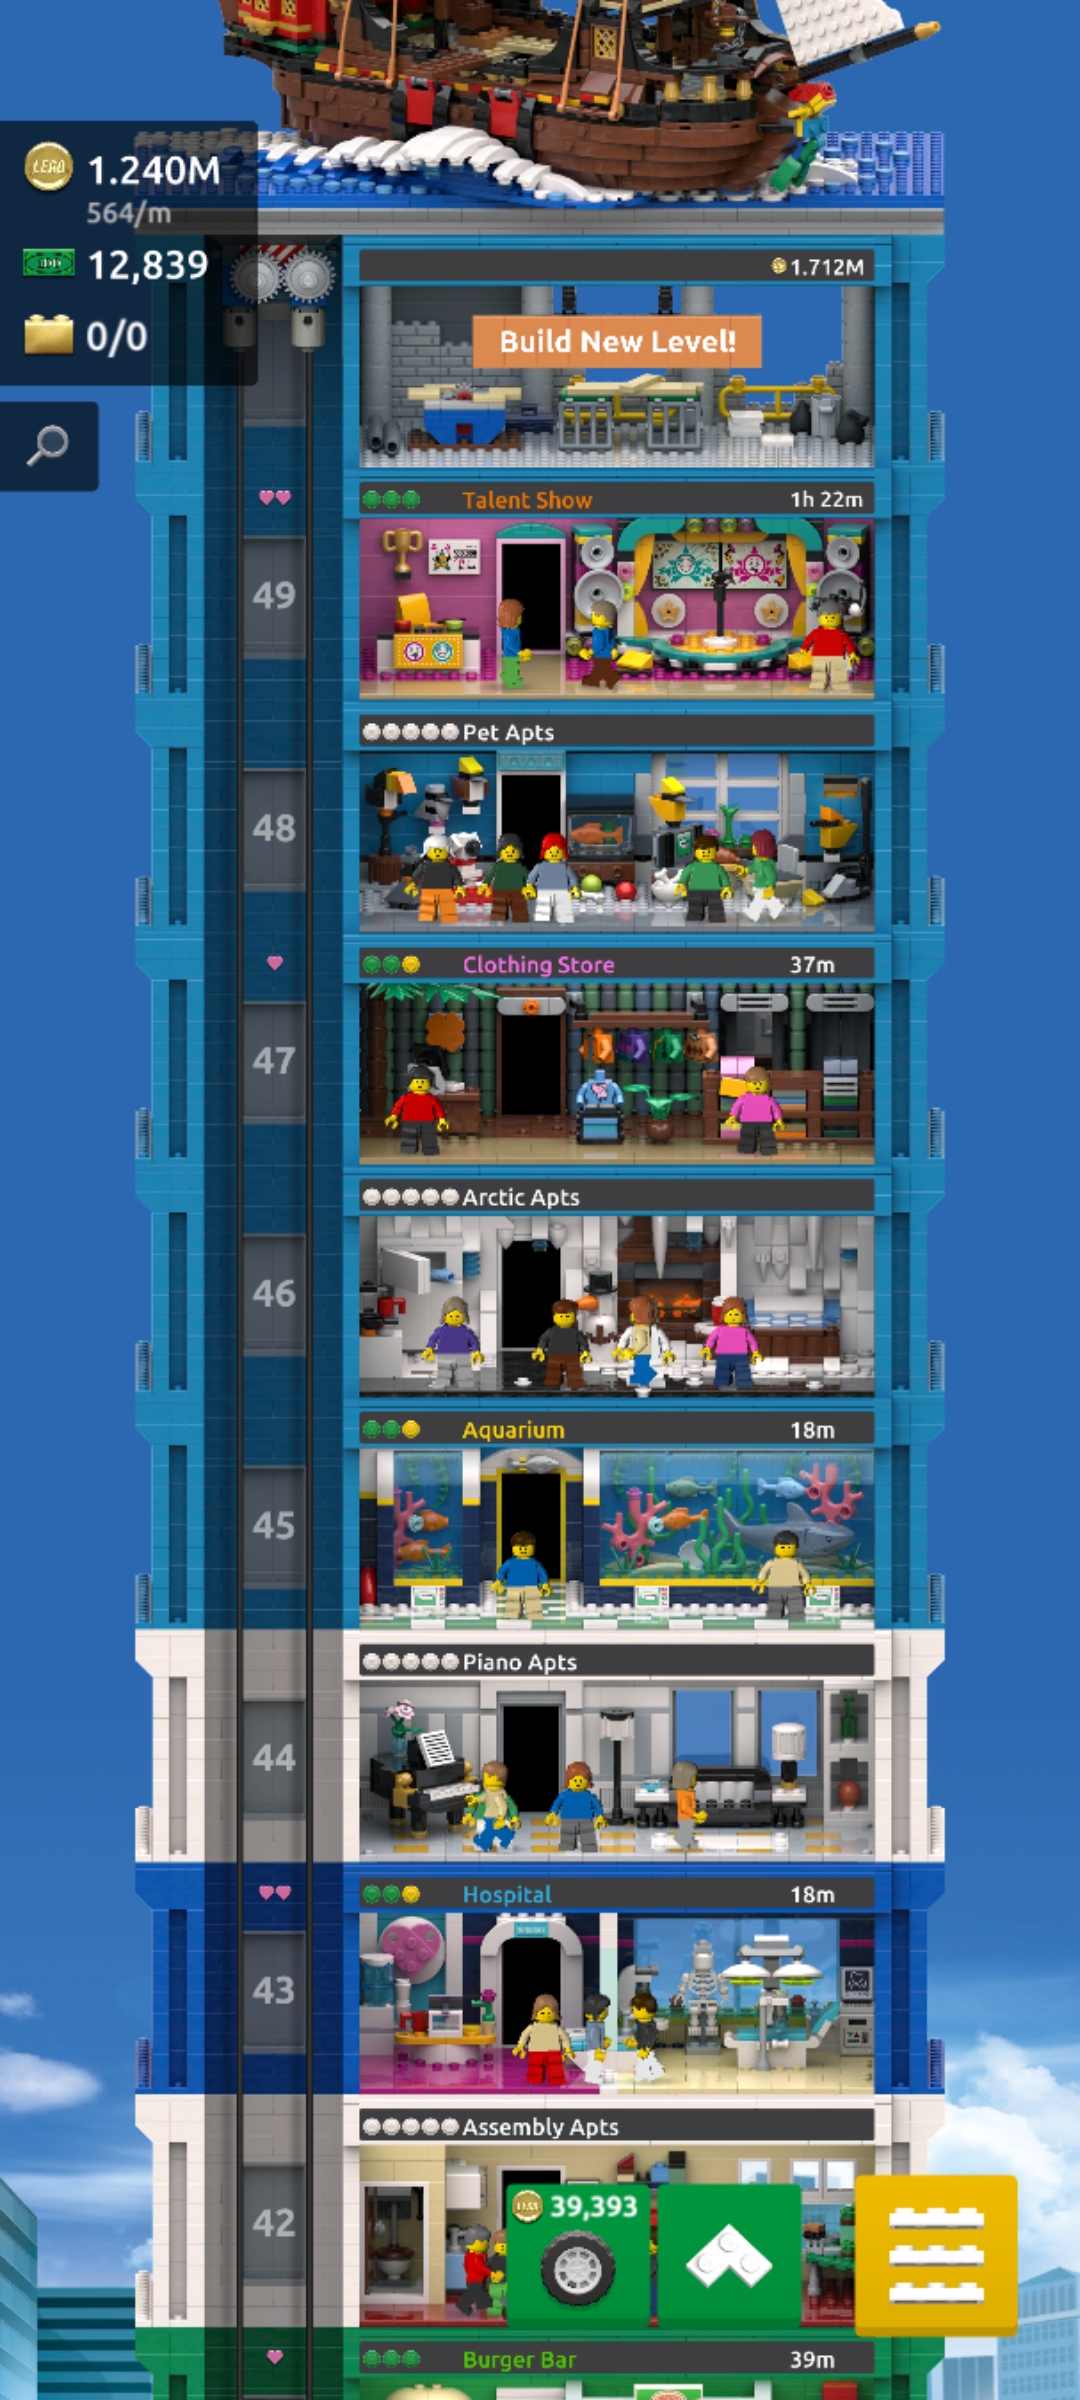 LEGO 1.240M
564/m
12,839
0/0
1.712M
Build New Level!
Talent Show 1h 22m
49
Pet Apts
48
Clothing Store 37m
47
Arctic Apts
46
Aquarium 18m
45
Piano Apts
44
Hospital 18m
43
Assembly Apts
42
39,393
Burger Bar 39m